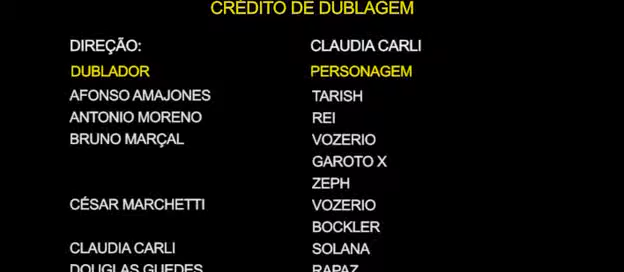 CRÉDITO DE DUBLAGEM
DIREÇÃO: CLAUDIA CARLI
DUBLADOR PERSONAGEM
AFONSO AMAJONES TARISH
ANTONIO MORENO REI
BRUNO MARÇAL VOZERIO
GAROTO X
ZEPH
CÉSAR MARCHETTI VOZERIO
BOCKLER
CLAUDIA CARLI SOLANA
DOUGLAS GUEDES RAPAZ